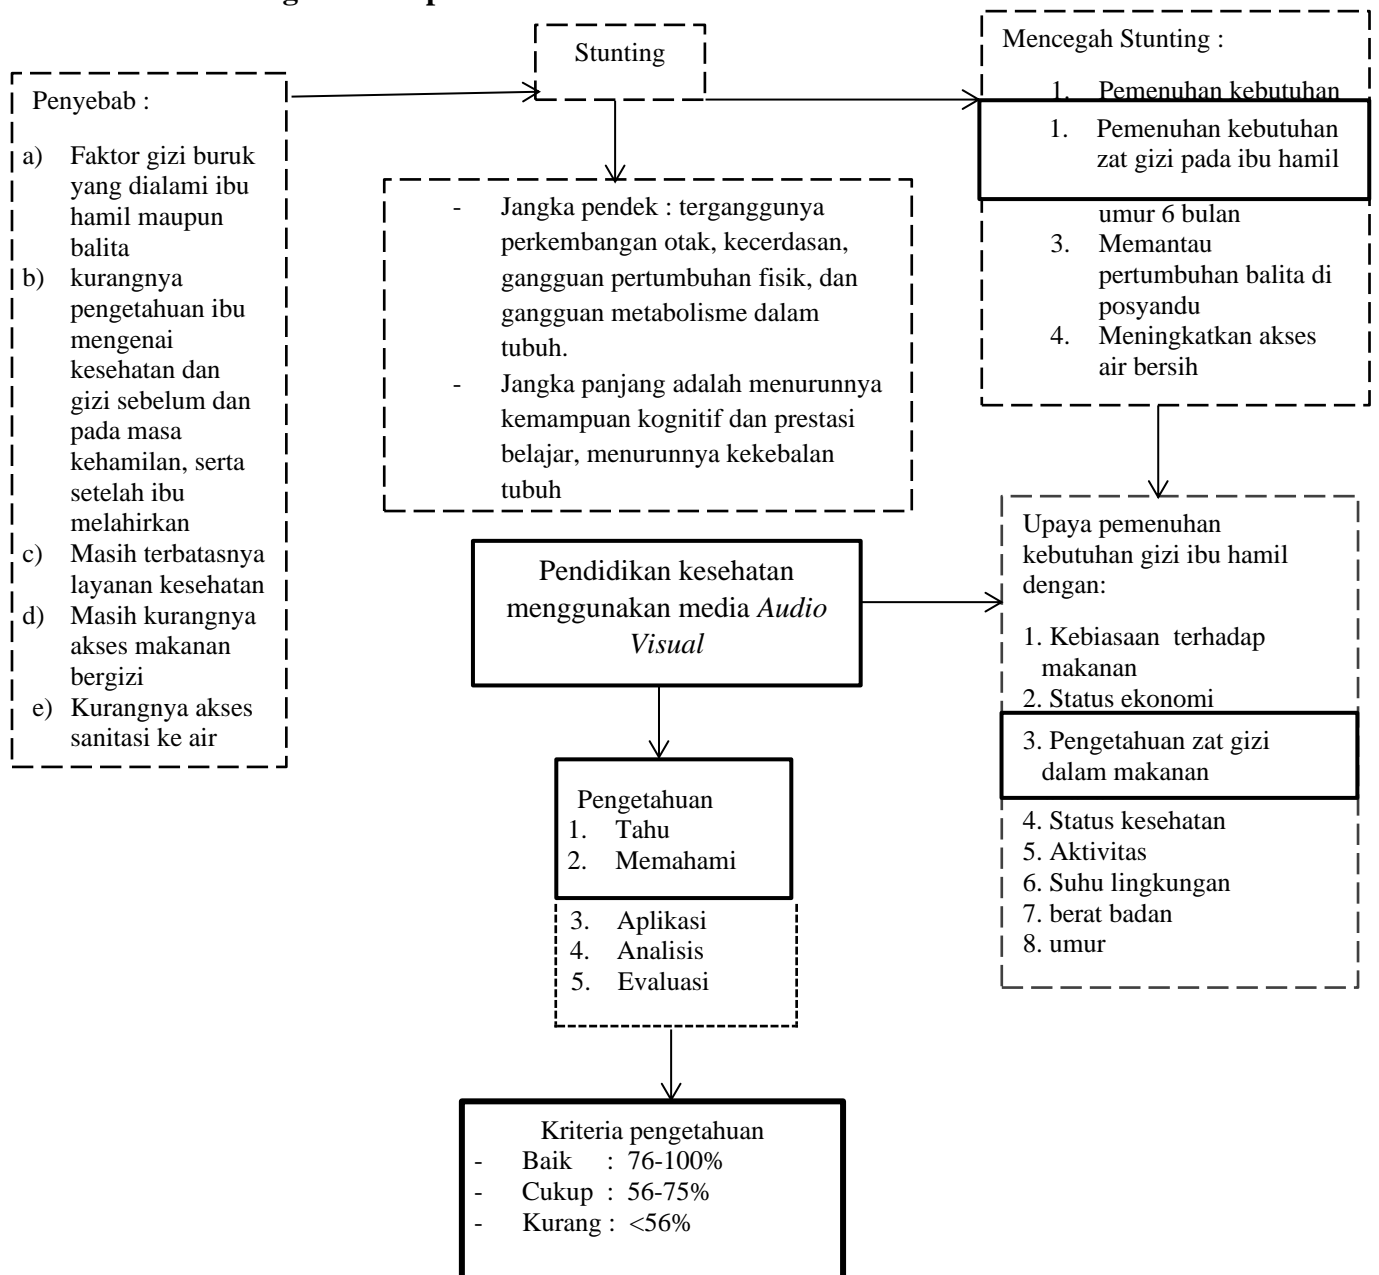 Stunting
Mencegah Stunting :
1. Pemenuhan kebutuhan
1. Pemenuhan kebutuhan
zat gizi pada ibu hamil
umur 6 bulan
3. Memantau
pertumbuhan balita di
posyandu
4. Meningkatkan akses
air bersih
Penyebab :
a) Faktor gizi buruk
yang dialami ibu
hamil maupun
balita
b) kurangnya
pengetahuan ibu
mengenai
kesehatan dan
gizi sebelum dan
pada masa
kehamilan, serta
setelah ibu
melahirkan
c) Masih terbatasnya
layanan kesehatan
d) Masih kurangnya
akses makanan
bergizi
e) Kurangnya akses
sanitasi ke air
- Jangka pendek : terganggunya
perkembangan otak, kecerdasan,
gangguan pertumbuhan fisik, dan
gangguan metabolisme dalam
tubuh.
- Jangka panjang adalah menurunnya
kemampuan kognitif dan prestasi
belajar, menurunnya kekebalan
tubuh
Upaya pemenuhan
kebutuhan gizi ibu hamil
dengan:
1. Kebiasaan terhadap
makanan
2. Status ekonomi
3. Pengetahuan zat gizi
dalam makanan
4. Status kesehatan
5. Aktivitas
6. Suhu lingkungan
7. berat badan
8. umur
Pendidikan kesehatan
menggunakan media Audio
Visual
Pengetahuan
1. Tahu
2. Memahami
3. Aplikasi
4. Analisis
5. Evaluasi
Kriteria pengetahuan
- Baik : 76-100%
- Cukup : 56-75%
- Kurang : <56%